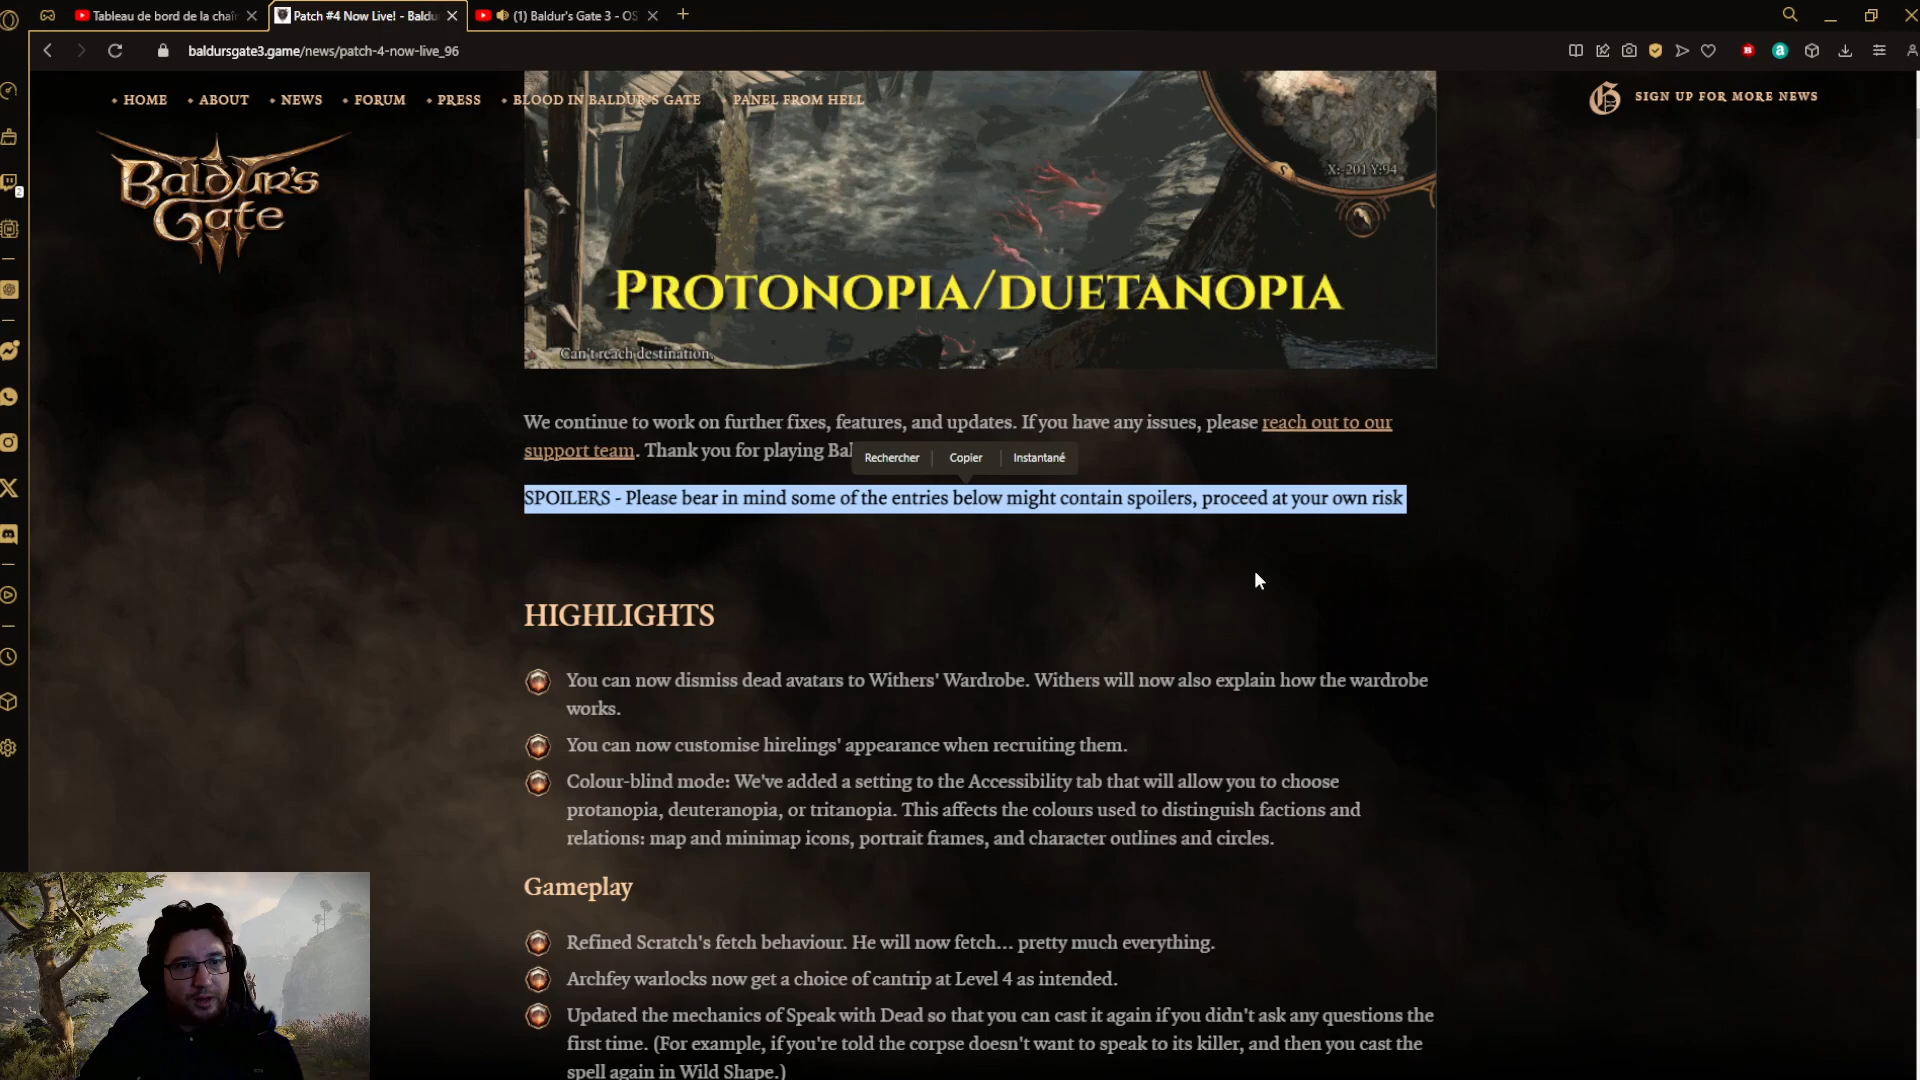 Tableau de bord de la chaîn
Patch #4 Now Live! - Baldu
(1) Baldur's Gate 3 - OS
baldursgate3.game/news/patch-4-now-live_96
HOME
ABOUT
NEWS
FORUM
PRESS
BLOOD IN BALDUR'S GATE
PANEL FROM HELL
SIGN UP FOR MORE NEWS
Baldur's
Gate
2
X:-201 Y:94
PROTONOPIA/DUETANOPIA
Can't reach destination.
We continue to work on further fixes, features, and updates. If you have any issues, please reach out to our
support team. Thank you for playing Bal
Rechercher
Copier
Instantané
SPOILERS - Please bear in mind some of the entries below might contain spoilers, proceed at your own risk
HIGHLIGHTS
You can now dismiss dead avatars to Withers' Wardrobe. Withers will now also explain how the wardrobe
works.
You can now customise hirelings' appearance when recruiting them.
Colour-blind mode: We've added a setting to the Accessibility tab that will allow you to choose
protanopia, deuteranopia, or tritanopia. This affects the colours used to distinguish factions and
relations: map and minimap icons, portrait frames, and character outlines and circles.
Gameplay
Refined Scratch's fetch behaviour. He will now fetch... pretty much everything.
Archfey warlocks now get a choice of cantrip at Level 4 as intended.
Updated the mechanics of Speak with Dead so that you can cast it again if you didn't ask any questions the
first time. (For example, if you're told the corpse doesn't want to speak to its killer, and then you cast the
spell again in Wild Shape.)